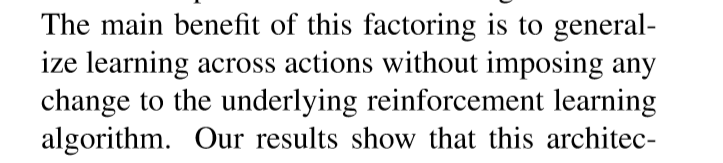 The main benefit of this factoring is to general-
ize learning across actions without imposing any
change to the underlying reinforcement learning
algorithm. Our results show that this architec-